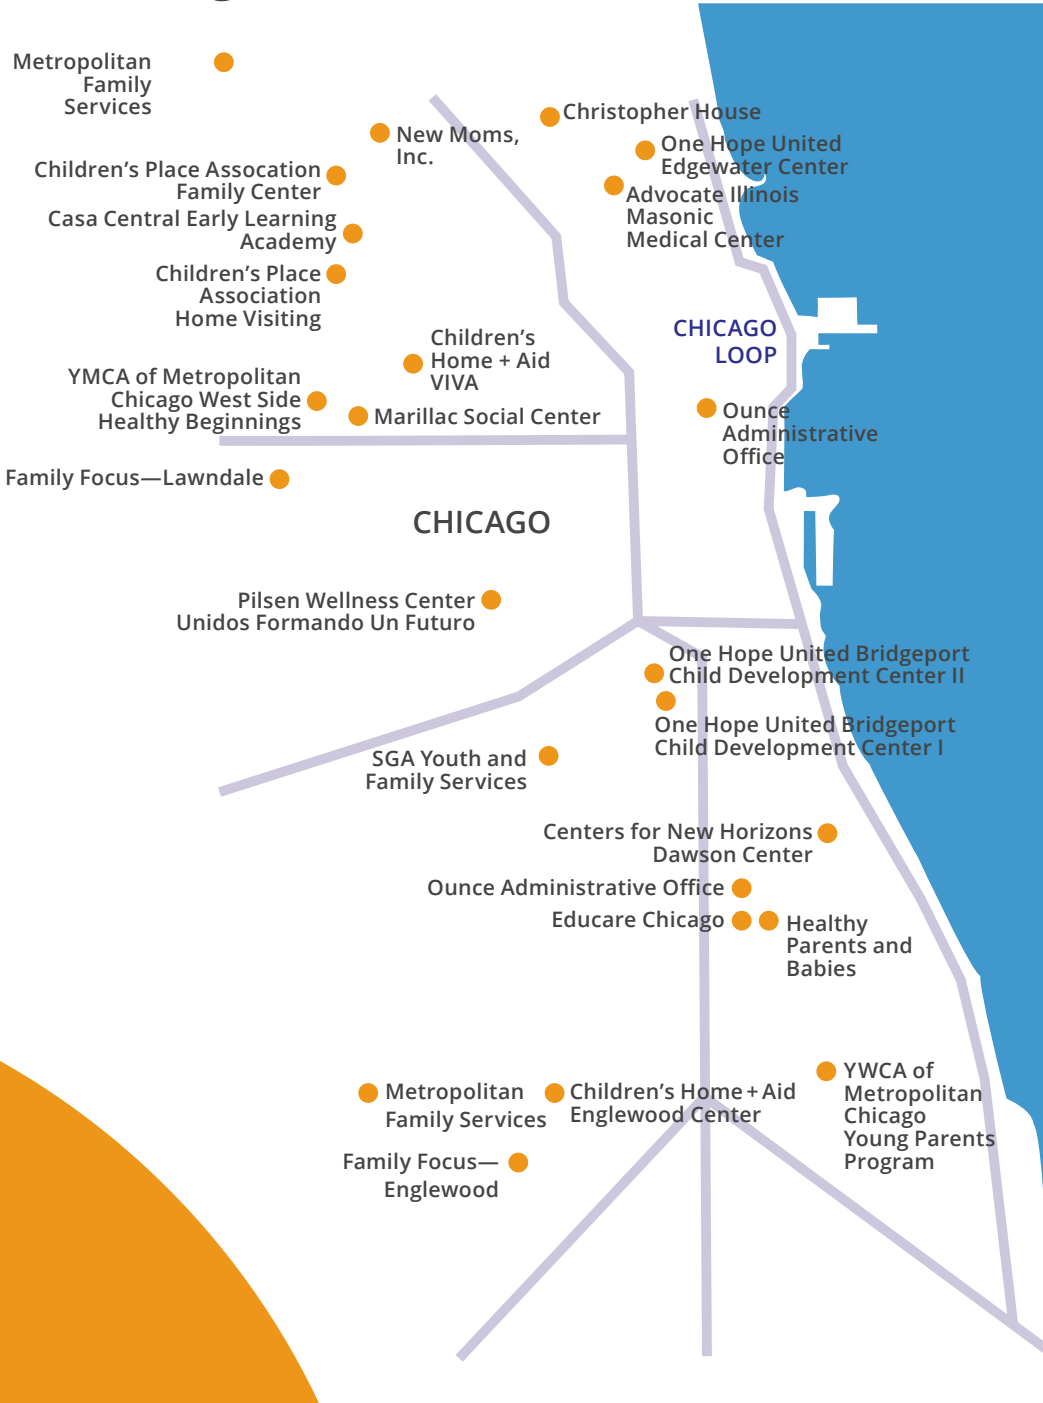 Metropolitan
Family
Services
Christopher House
New Moms,
Inc.
One Hope United
Edgewater Center
Children’s Place Assocation
Family Center
Advocate Illinois
Masonic
Medical Center
Casa Central Early Learning
Academy
Children’s Place
Association
Home Visiting
CHICAGO
LOOP
Children’s
Home + Aid
VIVA
YMCA of Metropolitan
Chicago West Side
Healthy Beginnings
Marillac Social Center
Ounce
Administrative
Office
Family Focus—Lawndale
CHICAGO
Pilsen Wellness Center
Unidos Formando Un Futuro
One Hope United Bridgeport
Child Development Center II
One Hope United Bridgeport
Child Development Center I
SGA Youth and
Family Services
Centers for New Horizons
Dawson Center
Ounce Administrative Office
Educare Chicago
Healthy
Parents and
Babies
Metropolitan
Family Services
Children’s Home + Aid
Englewood Center
YWCA of
Metropolitan
Chicago
Young Parents
Program
Family Focus—
Englewood